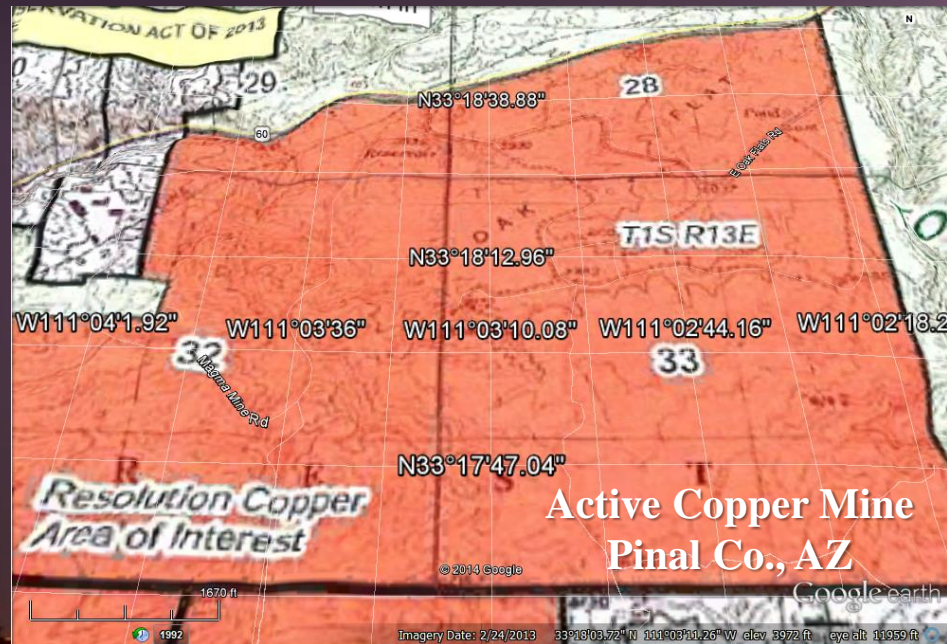 ERVATION ACT OF 2013
N
29
28
N33°18'38.88"
60
E Oak Flats Rd
F L A T
O A K
T1S R13E
N33°18'12.96"
W111°04'1.92"
W111°03'36"
W111°03'10.08"
W111°02'44.16"
W111°02'18.2
32
33
Magma Mine Rd
N33°17'47.04"
R E S T
Resolution Copper
Area of Interest
Active Copper Mine
Pinal Co., AZ
© 2014 Google
Google earth
1670 ft
1992
Imagery Date: 2/24/2013 33°18'03.72" N 111°03'11.26" W elev 3972 ft eye alt 11959 ft